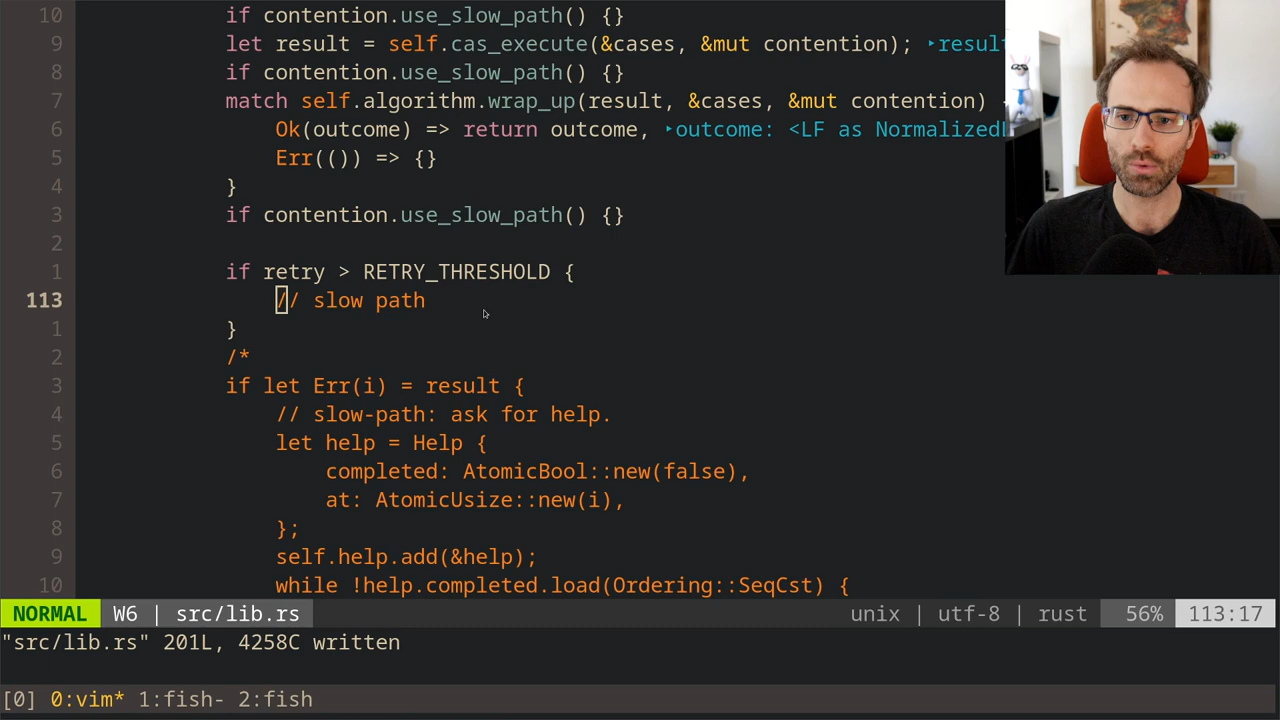 10 if contention.use_slow_path() {}
9 let result = self.cas_execute(&cases, &mut contention); ‣resul
8 if contention.use_slow_path() {}
7 match self.algorithm.wrap_up(result, &cases, &mut contention) {
6 Ok(outcome) => return outcome, ‣outcome: <LF as Normalized
5 Err(()) => {}
4 }
3 if contention.use_slow_path() {}
2
1 if retry > RETRY_THRESHOLD {
113 // slow path
1 }
2 /*
3 if let Err(i) = result {
4 // slow-path: ask for help.
5 let help = Help {
6 completed: AtomicBool::new(false),
7 at: AtomicUsize::new(i),
8 };
9 self.help.add(&help);
10 while !help.completed.load(Ordering::SeqCst) {
NORMAL W6 | src/lib.rs unix | utf-8 | rust 56% 113:17
"src/lib.rs" 201L, 4258C written
[0] 0:vim* 1:fish- 2:fish